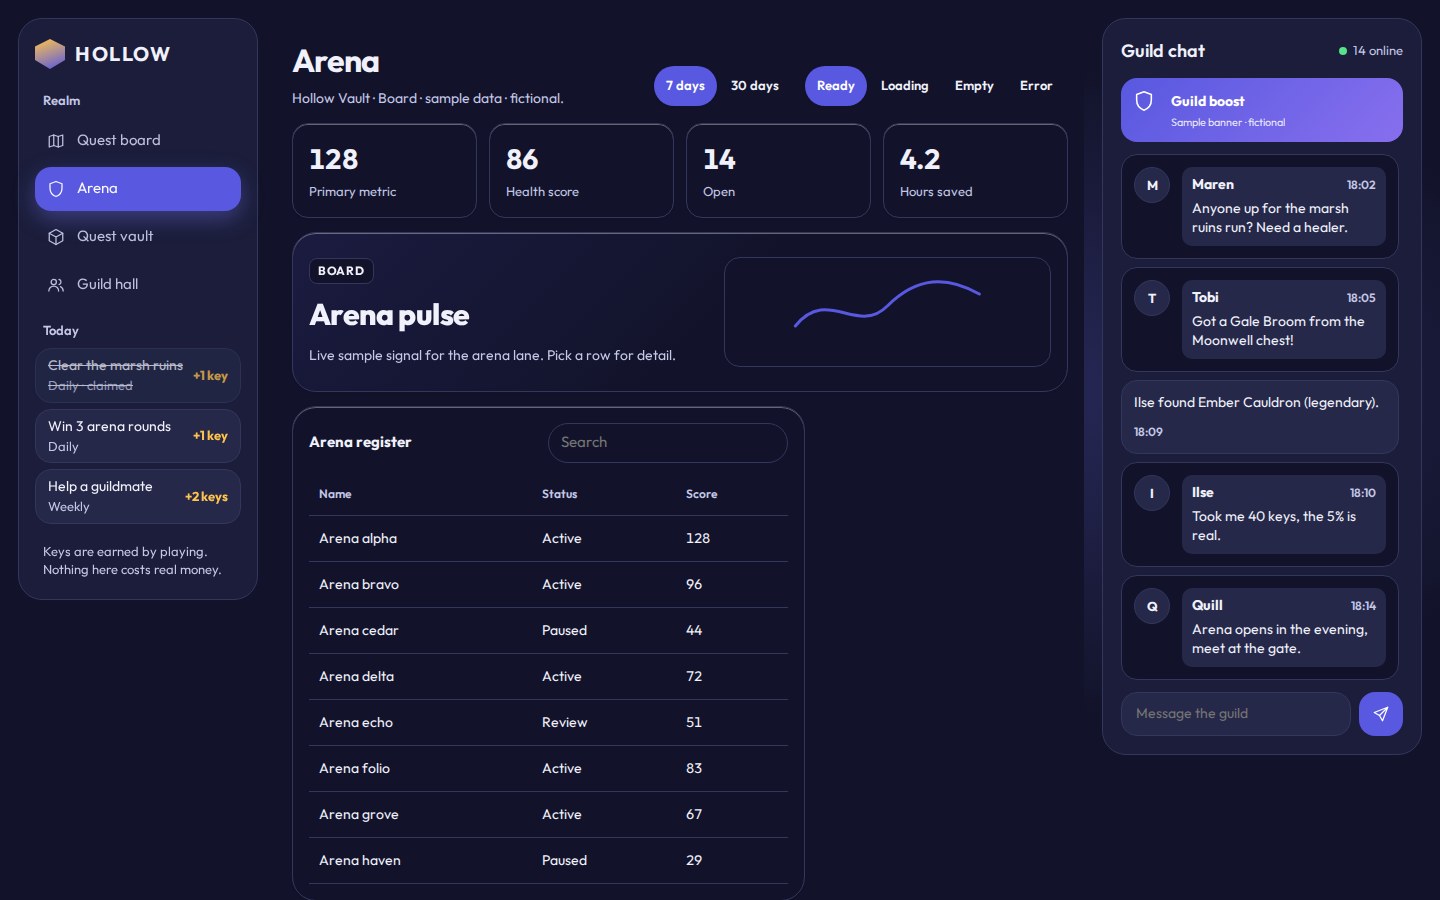 HOLLOW
Realm
Quest board
Arena
Quest vault
Guild hall
Today
Clear the marsh ruins
Daily · claimed
+1 key
Win 3 arena rounds
Daily
+1 key
Help a guildmate
Weekly
+2 keys
Keys are earned by playing.
Nothing here costs real money.
Arena
Hollow Vault · Board · sample data · fictional.
7 days
30 days
Ready
Loading
Empty
Error
128
Primary metric
86
Health score
14
Open
4.2
Hours saved
BOARD
Arena pulse
Live sample signal for the arena lane. Pick a row for detail.
Arena register
Search
Name Status Score
Arena alpha Active 128
Arena bravo Active 96
Arena cedar Paused 44
Arena delta Active 72
Arena echo Review 51
Arena folio Active 83
Arena grove Active 67
Arena haven Paused 29
Guild chat
14 online
Guild boost
Sample banner · fictional
M
Maren 18:02
Anyone up for the marsh
ruins run? Need a healer.
T
Tobi 18:05
Got a Gale Broom from the
Moonwell chest!
Ilse found Ember Cauldron (legendary).
18:09
I
Ilse 18:10
Took me 40 keys, the 5% is
real.
Q
Quill 18:14
Arena opens in the evening,
meet at the gate.
Message the guild